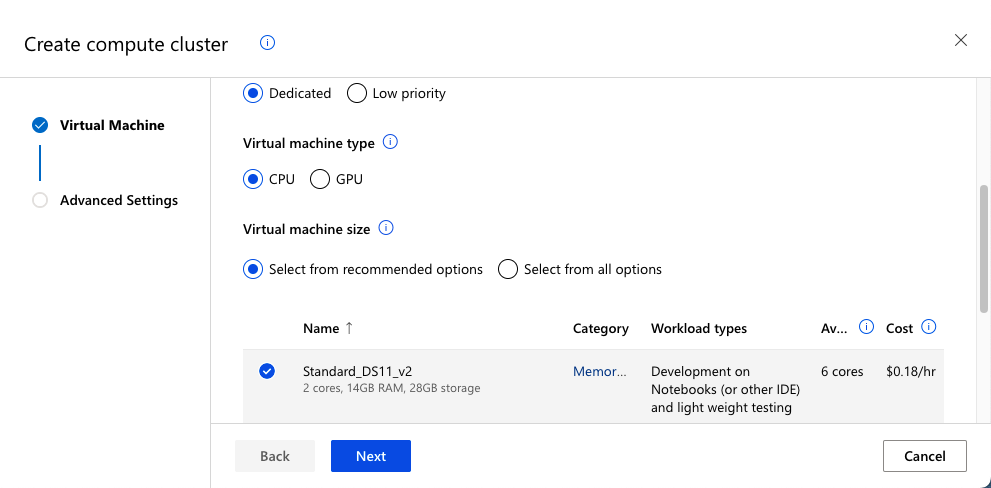 Create compute cluster
Virtual Machine
Advanced Settings
Dedicated Low priority
Virtual machine type
CPU GPU
Virtual machine size
Select from recommended options Select from all options
Name ↑ Category Workload types Av... Cost
Standard_DS11_v2 Memor... Development on 6 cores $0.18/hr
2 cores, 14GB RAM, 28GB storage Notebooks (or other IDE)
and light weight testing
Back Next Cancel